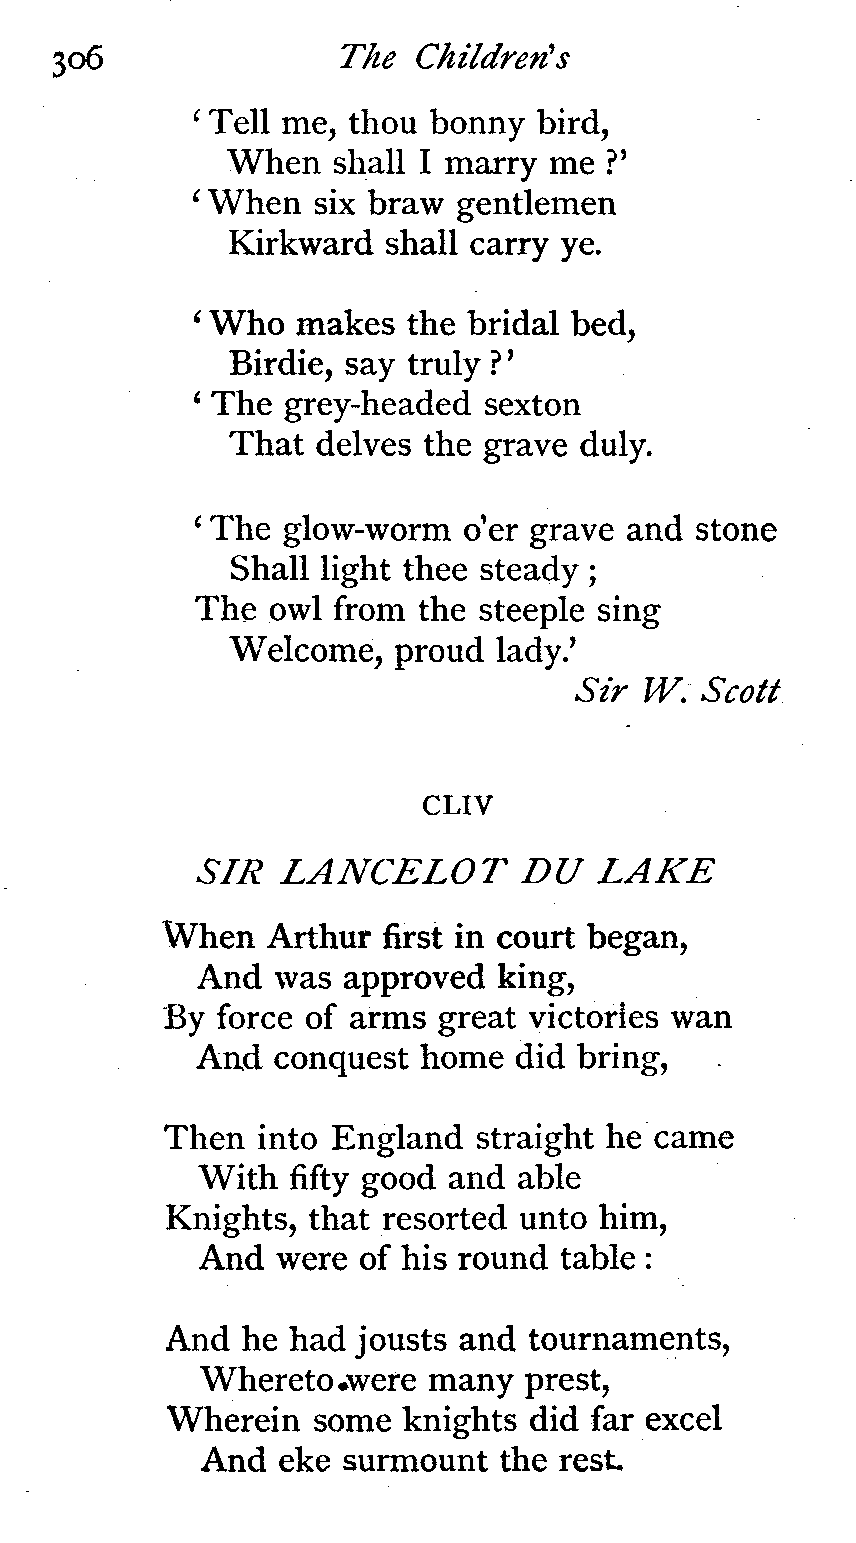 306 The Children's
‘Tell me, thou bonny bird,
When shall I marry me ?’
‘When six braw gentlemen
Kirkward shall carry ye.
‘Who makes the bridal bed,
Birdie, say truly ?’
‘The grey-headed sexton
That delves the grave duly.
‘The glow-worm o’er grave and stone
Shall light thee steady ;
The owl from the steeple sing
Welcome, proud lady.’
Sir W. Scott
CLIV
SIR LANCELOT DU LAKE
When Arthur first in court began,
And was approved king,
By force of arms great victories wan
And conquest home did bring,
Then into England straight he came
With fifty good and able
Knights, that resorted unto him,
And were of his round table :
And he had jousts and tournaments,
Whereto were many prest,
Wherein some knights did far excel
And eke surmount the rest.